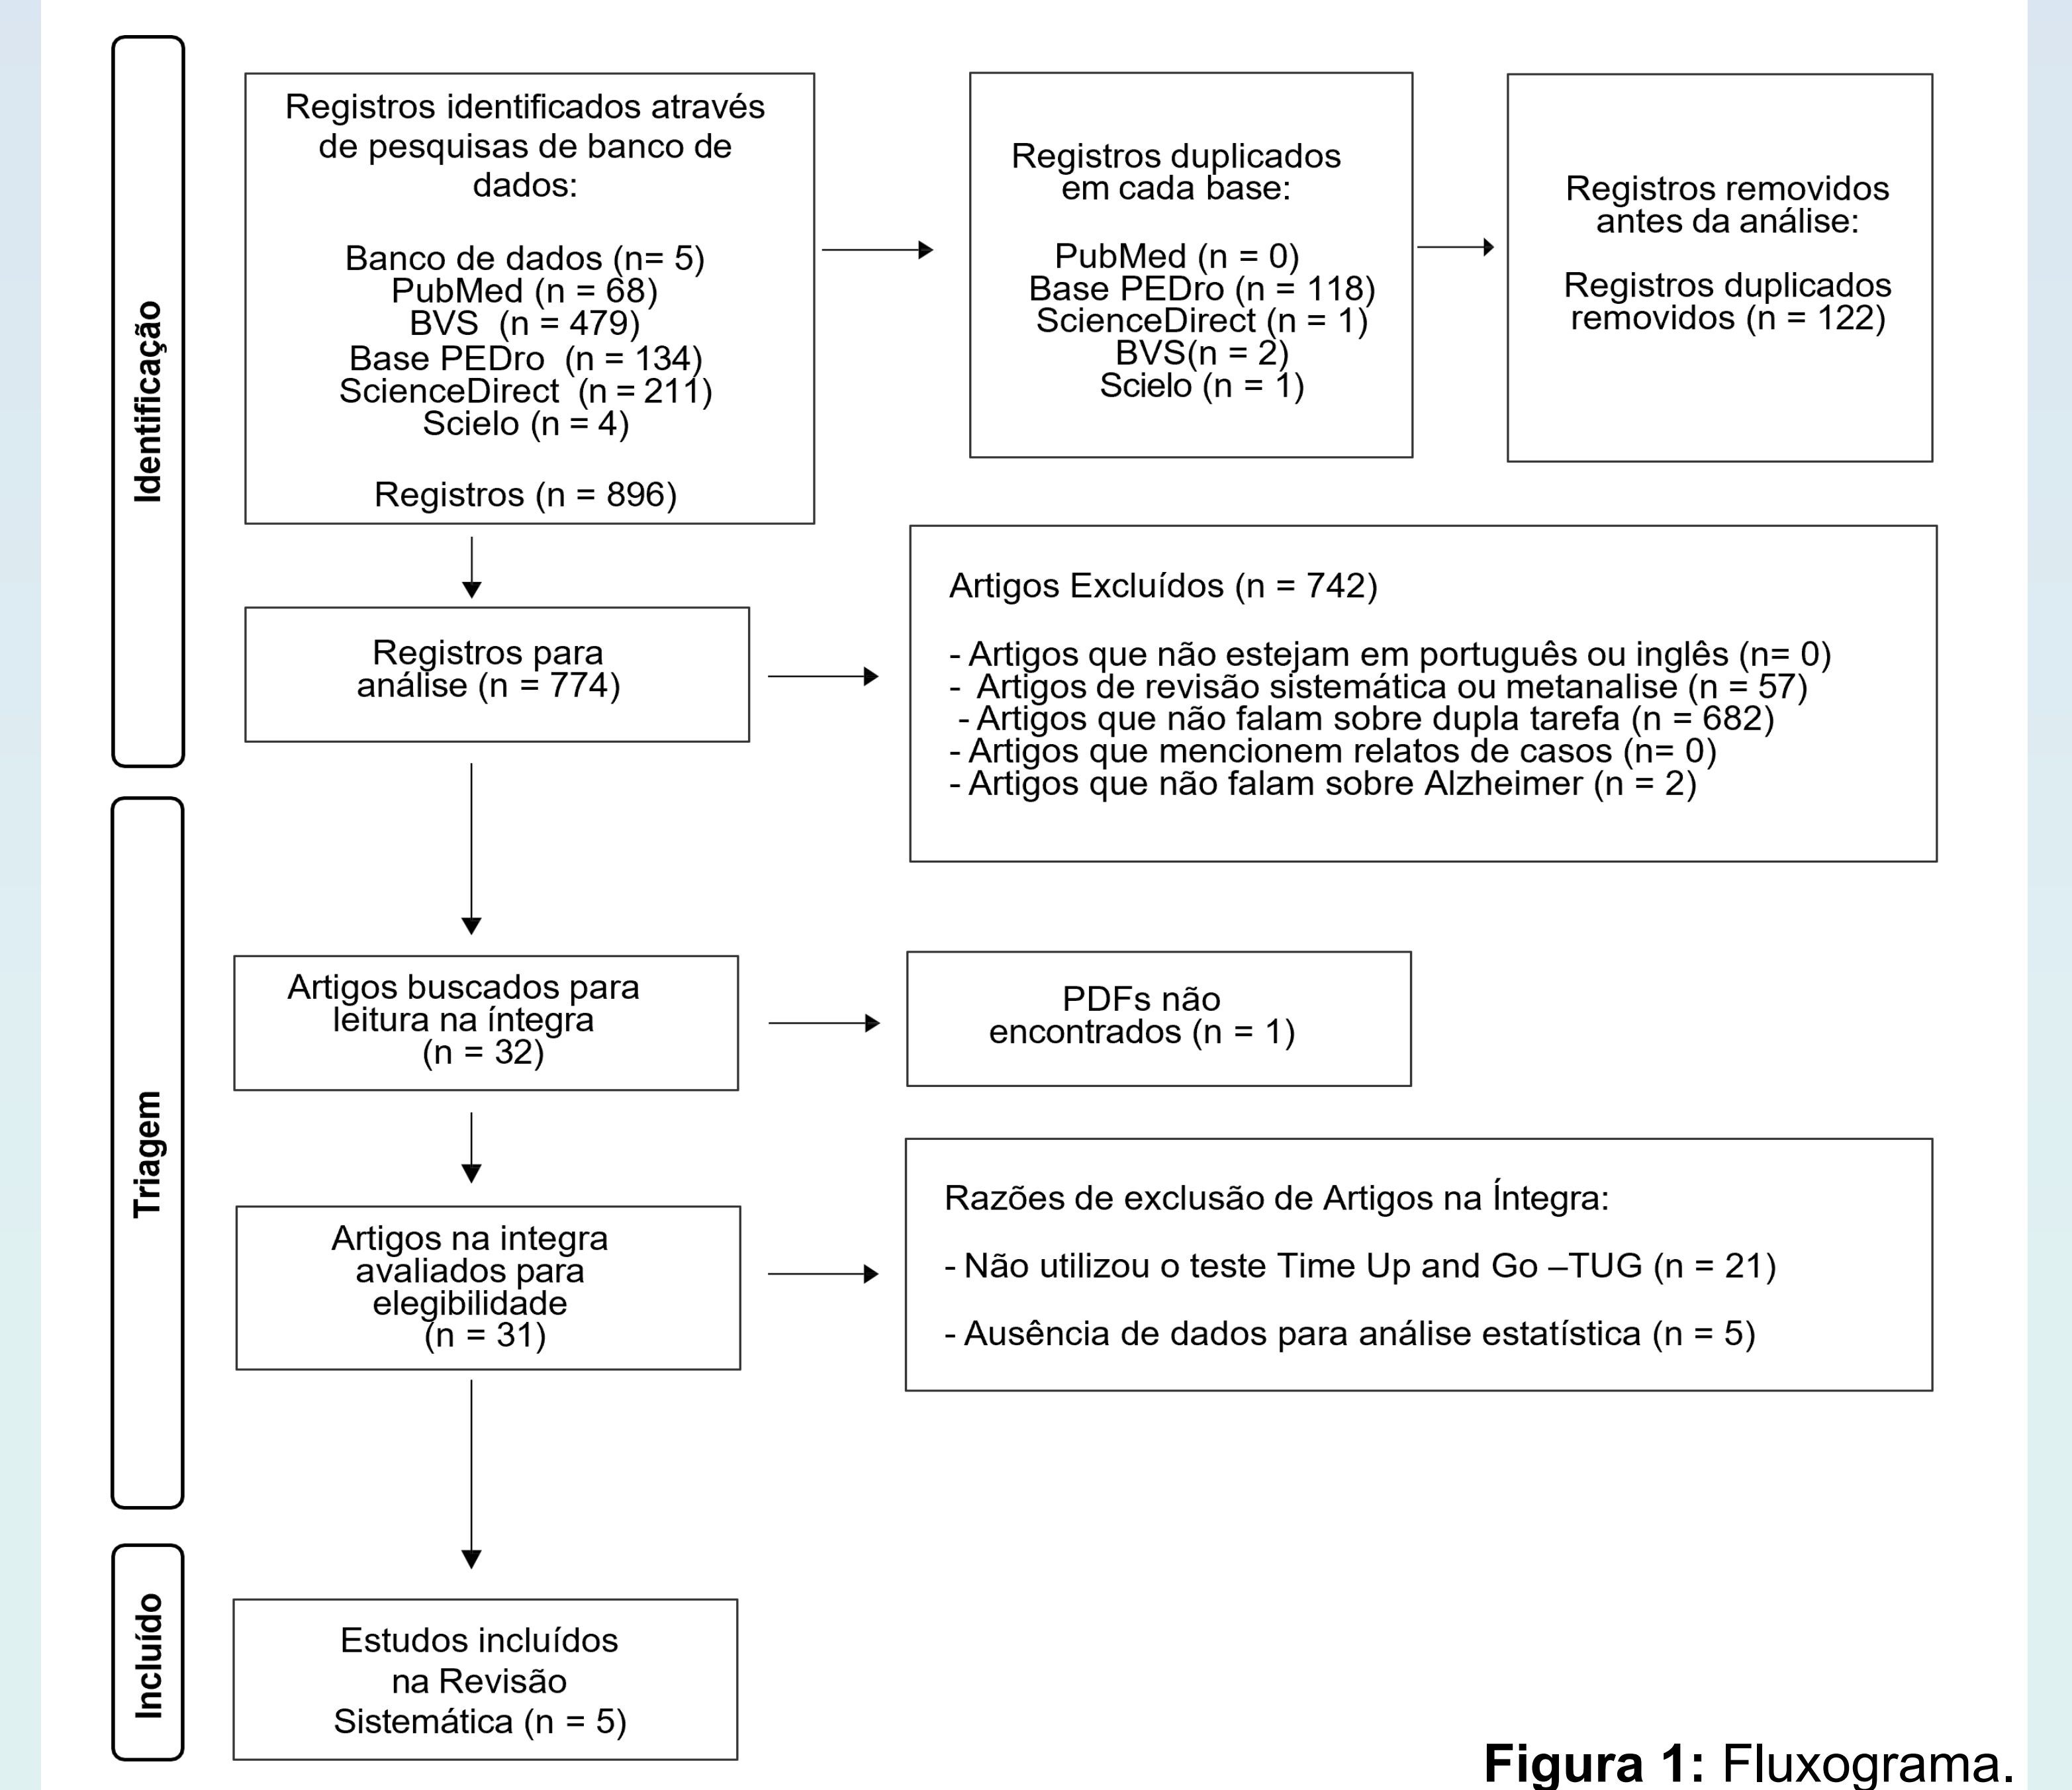 Identificação
Registros identificados através
de pesquisas de banco de
dados:
Banco de dados (n= 5)
PubMed (n = 68)
BVS  (n = 479)
Base PEDro  (n = 134)
ScienceDirect  (n = 211)
Scielo (n = 4)
Registros (n = 896)
Registros duplicados
em cada base:
PubMed (n = 0)
Base PEDro (n = 118)
ScienceDirect (n = 1)
BVS(n = 2)
Scielo (n = 1)
Registros removidos
antes da análise:
Registros duplicados
removidos (n = 122)
Registros para
análise (n = 774)
Artigos Excluídos (n = 742)
- Artigos que não estejam em português ou inglês (n= 0)
-  Artigos de revisão sistemática ou metanalise (n = 57)
- Artigos que não falam sobre dupla tarefa (n = 682)
- Artigos que mencionem relatos de casos (n= 0)
- Artigos que não falam sobre Alzheimer (n = 2)
Triagem
Artigos buscados para
leitura na íntegra
(n = 32)
PDFs não
encontrados (n = 1)
Artigos na integra
avaliados para
elegibilidade
(n = 31)
Razões de exclusão de Artigos na Íntegra:
- Não utilizou o teste Time Up and Go –TUG (n = 21)
- Ausência de dados para análise estatística (n = 5)
Incluído
Estudos incluídos
na Revisão
Sistemática (n = 5)
Figura 1: Fluxograma.